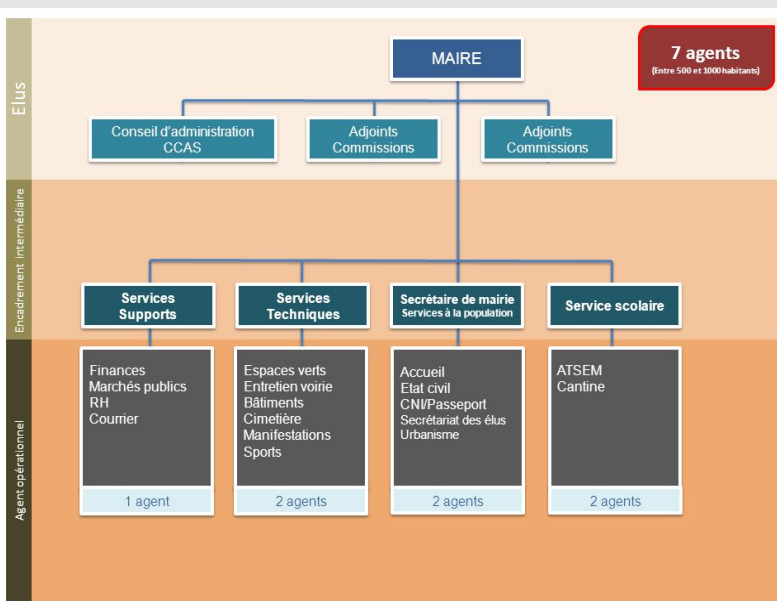 MAIRE
7 agents
(Entre 500 et 1000 habitants)
Elus
Conseil d'administration
CCAS
Adjoints
Commissions
Adjoints
Commissions
Encadrement intermédiaire
Services
Supports
Services
Techniques
Secrétaire de mairie
Services à la population
Service scolaire
Agent opérationnel
Finances
Marchés publics
RH
Courrier
1 agent
Espaces verts
Entretien voirie
Bâtiments
Cimetière
Manifestations
Sports
2 agents
Accueil
Etat civil
CNI/Passeport
Secrétariat des élus
Urbanisme
2 agents
ATSEM
Cantine
2 agents